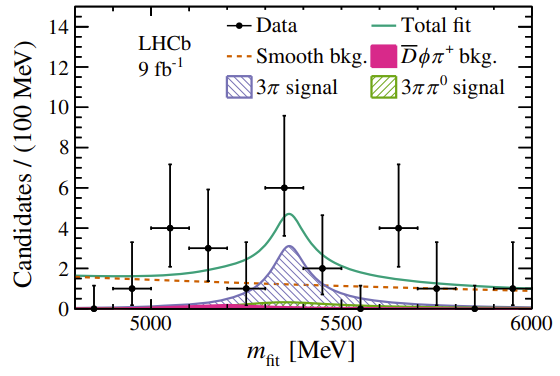 14
12
10
8
6
4
2
0
Candidates / (100 MeV)
LHCb
9 fb⁻¹
Data
Total fit
Smooth bkg.
D̅ϕπ⁺ bkg.
3π signal
3ππ⁰ signal
5000 5500 6000
m_fit [MeV]